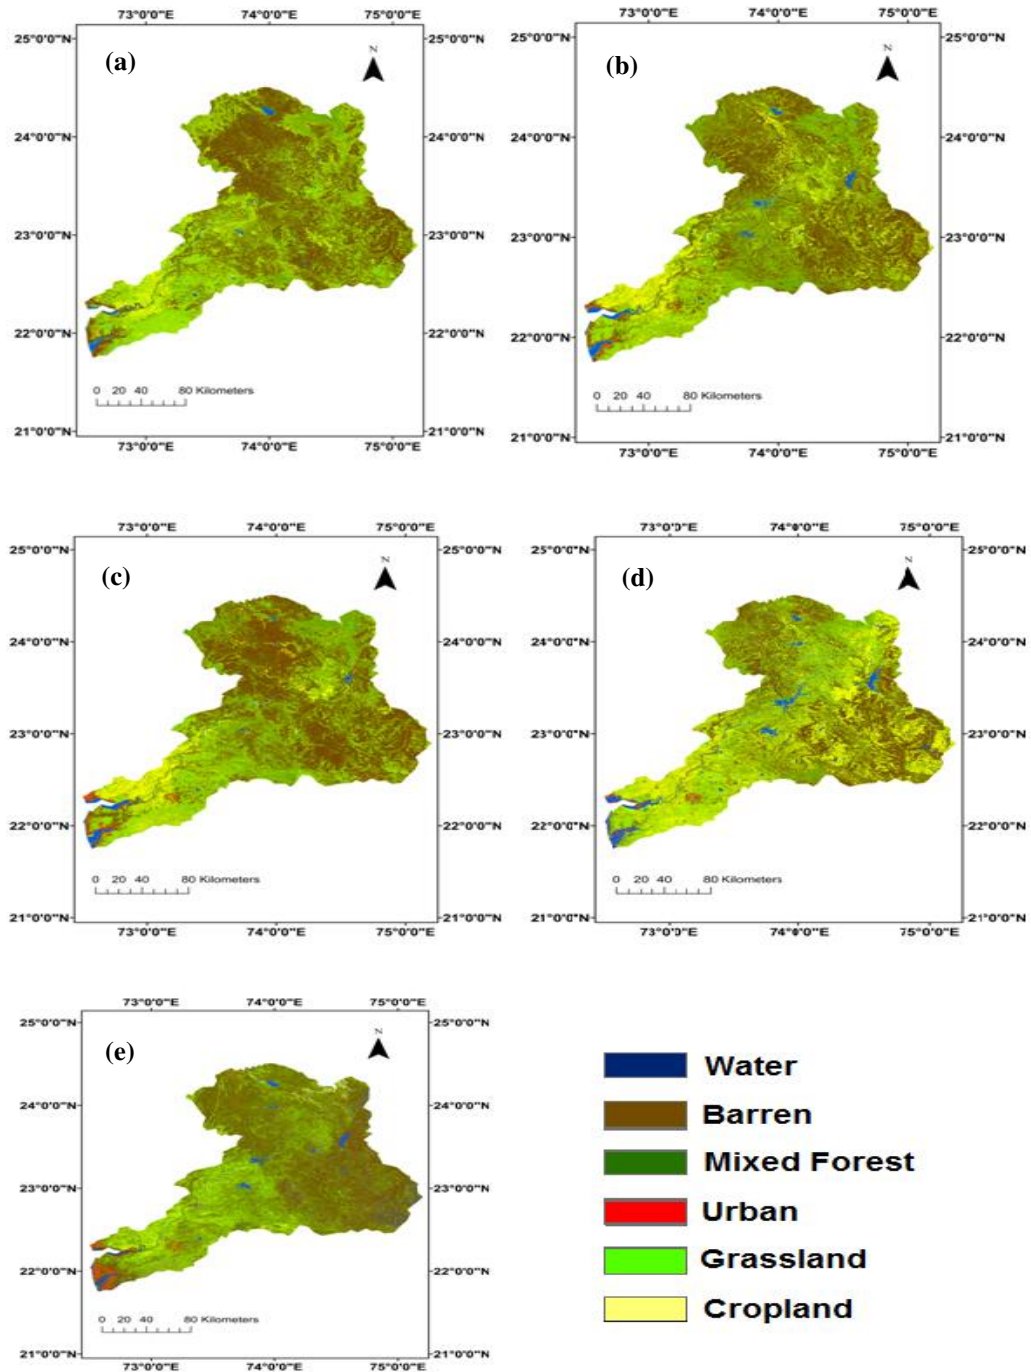 73°0'0"E 74°0'0"E 75°0'0"E
25°0'0"N 25°0'0"N
(a)
N
24°0'0"N 24°0'0"N
23°0'0"N 23°0'0"N
22°0'0"N 22°0'0"N
0 20 40 80 Kilometers
21°0'0"N 21°0'0"N
73°0'0"E 74°0'0"E 75°0'0"E
73°0'0"E 74°0'0"E 75°0'0"E
25°0'0"N 25°0'0"N
(b)
N
24°0'0"N 24°0'0"N
23°0'0"N 23°0'0"N
22°0'0"N 22°0'0"N
0 20 40 80 Kilometers
21°0'0"N 21°0'0"N
73°0'0"E 74°0'0"E 75°0'0"E
73°0'0"E 74°0'0"E 75°0'0"E
25°0'0"N 25°0'0"N
(c)
N
24°0'0"N 24°0'0"N
23°0'0"N 23°0'0"N
22°0'0"N 22°0'0"N
0 20 40 80 Kilometers
21°0'0"N 21°0'0"N
73°0'0"E 74°0'0"E 75°0'0"E
73°0'0"E 74°0'0"E 75°0'0"E
25°0'0"N 25°0'0"N
(d)
N
24°0'0"N 24°0'0"N
23°0'0"N 23°0'0"N
22°0'0"N 22°0'0"N
0 20 40 80 Kilometers
21°0'0"N 21°0'0"N
73°0'0"E 74°0'0"E 75°0'0"E
73°0'0"E 74°0'0"E 75°0'0"E
25°0'0"N 25°0'0"N
(e)
N
24°0'0"N 24°0'0"N
23°0'0"N 23°0'0"N
22°0'0"N 22°0'0"N
0 20 40 80 Kilometers
21°0'0"N 21°0'0"N
73°0'0"E 74°0'0"E 75°0'0"E
Water
Barren
Mixed Forest
Urban
Grassland
Cropland